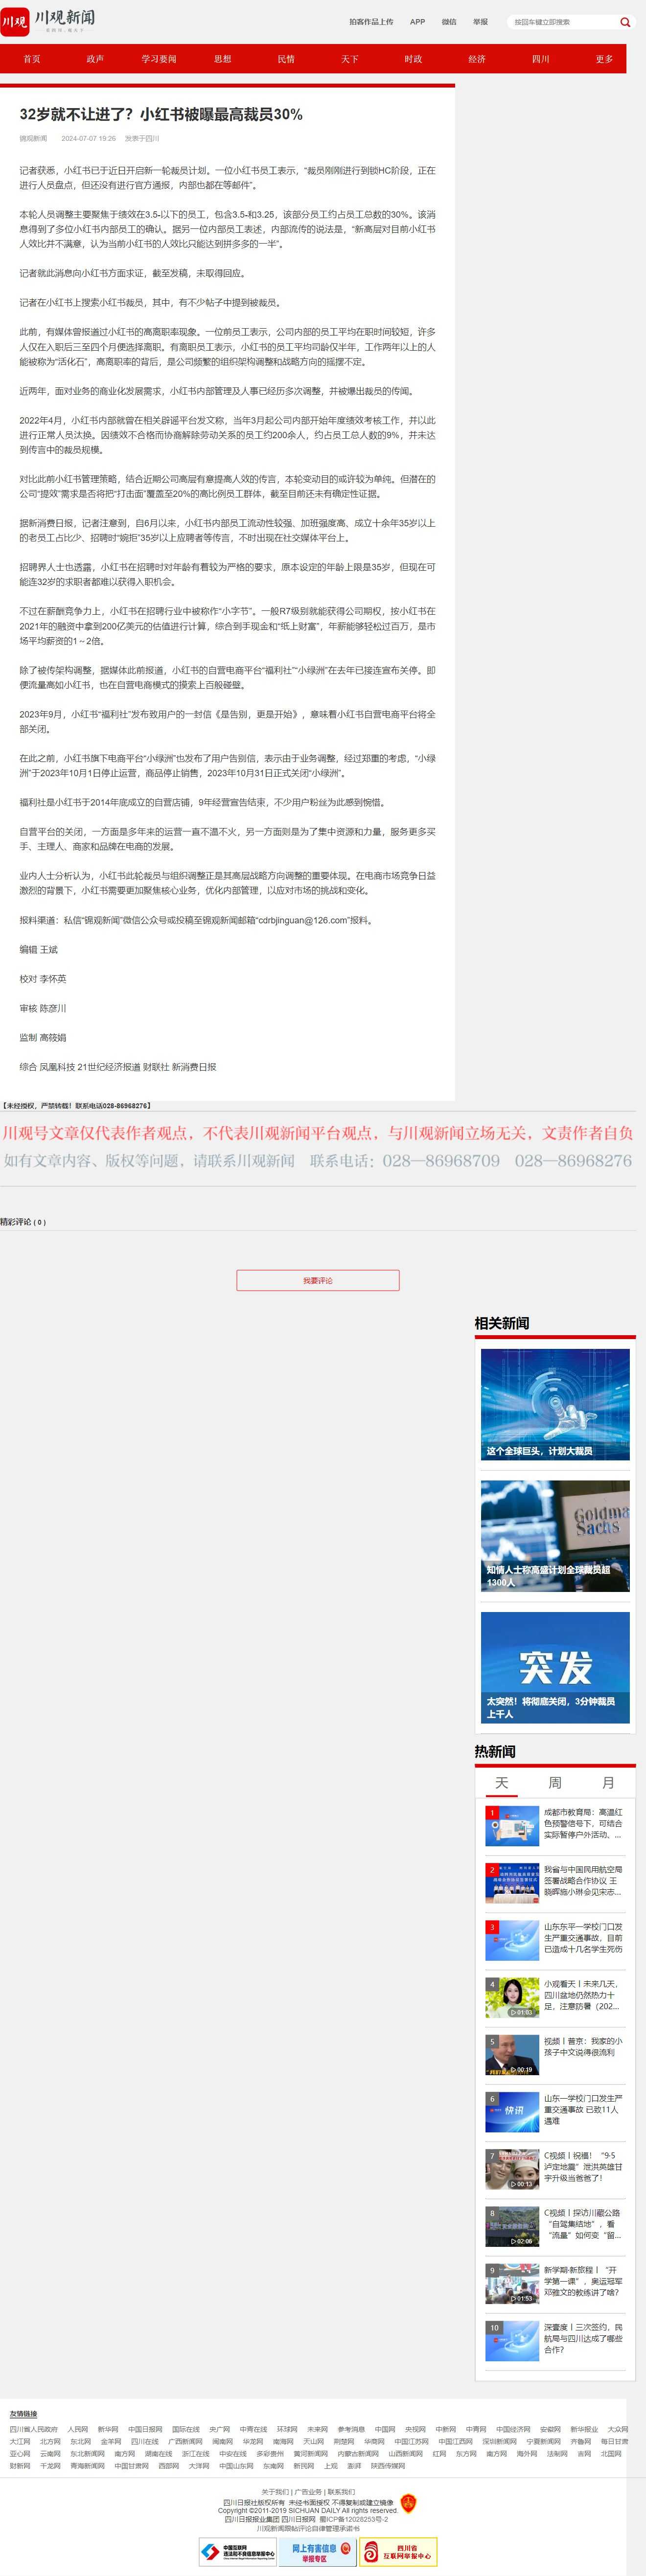 川观 川观新闻
拍客作品上传 APP 微信 举报 按回车键立即搜索
首页 政声 学习要闻 思想 民情 天下 时政 经济 四川 更多
32岁就不让进了？小红书被曝最高裁员30%
微观新闻 2024-07-07 19:26 发表于四川
记者获悉，小红书已于近日开启新一轮裁员计划。一位小红书员工表示，“裁员刚刚进行到锁HC阶段，正在
进行人员盘点，但还没有进行官方通报，内部也都在等邮件”。
本轮人员调整主要聚焦于绩效在3.5-以下的员工，包含3.5-和3.25，该部分员工约占员工总数的30%。该消
息得到了多位小红书内部员工的确认。据另一位内部员工表述，内部流传的说法是，“新高层对目前小红书
人效比并不满意，认为当前小红书的人效比只能达到拼多多的一半”。
记者就此消息向小红书方面求证，截至发稿，未取得回应。
记者在小红书上搜索小红书裁员，其中，有不少帖子中提到被裁员。
此前，有媒体曾报道过小红书的高离职率现象。一位前员工表示，公司内部的员工平均在职时间较短，许多
人仅在入职后三至四个月便选择离职。有离职员工表示，小红书的员工平均司龄仅半年，工作两年以上的人
能被称为“活化石”，高离职率的背后，是公司频繁的组织架构调整和战略方向的摇摆不定。
近两年，面对业务的商业化发展需求，小红书内部管理及人事已经历多次调整，并被爆出裁员的传闻。
2022年4月，小红书内部就曾在相关辟谣平台发文称，当年3月起公司内部开始年度绩效考核工作，并以此
进行正常人员汰换。因绩效不合格而协商解除劳动关系的员工约200余人，约占员工总人数的9%，并未达
到传言中的裁员规模。
对比此前小红书管理策略，结合近期公司高层有意提高人效的传言，本轮变动目的或许较为单纯。但潜在的
公司“提效”需求是否将把“打击面”覆盖至20%的高比例员工群体，截至目前还未有确定性证据。
据新消费日报，记者注意到，自6月以来，小红书内部员工流动性较强、加班强度高、成立十余年35岁以上
的老员工占比少、招聘时“婉拒”35岁以上应聘者等传言，不时出现在社交媒体平台上。
招聘界人士也透露，小红书在招聘时对年龄有着较为严格的要求，原本设定的年龄上限是35岁，但现在可
能连32岁的求职者都难以获得入职机会。
不过在薪酬竞争力上，小红书在招聘行业中被称作“小字节”。一般R7级别就能获得公司期权，按小红书在
2021年的融资中拿到200亿美元的估值进行计算，综合到手现金和“纸上财富”，年薪能够轻松过百万，是市
场平均薪资的1～2倍。
除了被传架构调整，据媒体此前报道，小红书的自营电商平台“福利社”“小绿洲”在去年已接连宣布关停。即
便流量高如小红书，也在自营电商模式的摸索上百般碰壁。
2023年9月，小红书“福利社”发布致用户的一封信《是告别，更是开始》，意味着小红书自营电商平台将全
部关闭。
在此之前，小红书旗下电商平台“小绿洲”也发布了用户告别信，表示由于业务调整，经过郑重的考虑，“小绿
洲”于2023年10月1日停止运营，商品停止销售，2023年10月31日正式关闭“小绿洲”。
福利社是小红书于2014年底成立的自营店铺，9年经营宣告结束，不少用户粉丝为此感到惋惜。
自营平台的关闭，一方面是多年来的运营一直不温不火，另一方面则是为了集中资源和力量，服务更多买
手、主理人、商家和品牌在电商的发展。
业内人士分析认为，小红书此轮裁员与组织调整正是其高层战略方向调整的重要体现。在电商市场竞争日益
激烈的背景下，小红书需要更加聚焦核心业务，优化内部管理，以应对市场的挑战和变化。
报料渠道：私信“锦观新闻”微信公众号或投稿至锦观新闻邮箱“cdrbjinguan@126.com”报料。
编辑 王斌
校对 李怀英
审核 陈彦川
监制 高筱娟
综合 凤凰科技 21世纪经济报道 财联社 新消费日报
【未经授权，严禁转载！联系电话028-86968276】
川观号文章仅代表作者观点，不代表川观新闻平台观点，与川观新闻立场无关，文责作者自负
如有文章内容、版权等问题，请联系川观新闻 联系电话：028—86968709 028—86968276
精彩评论 ( 0 )
我要评论
相关新闻
这个全球巨头，计划大裁员
Goldman
Sachs
知情人士称高盛计划全球裁员超
1300人
突发
太突然！将彻底关闭，3分钟裁员
上千人
热新闻
天 周 月
1 成都市教育局：高温红
色预警信号下，可结合
实际暂停户外活动、...
2 我省与中国民用航空局
签署战略合作协议 王
晓晖施小琳会见宋志...
3 山东东平一学校门口发
生严重交通事故，目前
已造成十几名学生死伤
4 小观看天丨未来几天，
四川盆地仍然热力十
足，注意防暑（202...
01:03
5 视频丨普京：我家的小
孩子中文说得很流利
00:19
6 山东一学校门口发生严
重交通事故 已致11人
遇难
快讯
7 C视频丨祝福！“9·5
泸定地震”泄洪英雄甘
宇升级当爸爸了！
00:13
8 C视频丨探访川藏公路
“自驾集结地”，看
“流量”如何变“留...
02:06
9 新学期·新旅程丨“开
学第一课”，奥运冠军
邓雅文的教练讲了啥？
01:53
10 深壹度丨三次签约，民
航局与四川达成了哪些
合作？
友情链接
四川省人民政府 人民网 新华网 中国日报网 国际在线 央广网 中青在线 环球网 未来网 参考消息 中国网 央视网 中新网 中青网 中国经济网 安徽网 新华报业 大众网
大江网 北方网 东北网 金羊网 四川在线 广西新闻网 闽南网 华龙网 南海网 天山网 荆楚网 华商网 中国江苏网 中国江西网 深圳新闻网 宁夏新闻网 齐鲁网 每日甘肃
亚心网 云南网 东北新闻网 南方网 湖南在线 浙江在线 中安在线 多彩贵州 黄河新闻网 内蒙古新闻网 山西新闻网 红网 东方网 南方网 海外网 法制网 吉网 北国网
财新网 千龙网 青海新闻网 中国甘肃网 西部网 大洋网 中国山东网 东南网 新民网 上观 澎湃 陕西传媒网
关于我们 | 广告业务 | 联系我们
四川日报社版权所有 未经书面授权 不得复制或建立镜像
Copyright ©2011-2019 SICHUAN DAILY All rights reserved.
四川日报报业集团 四川日报网 蜀ICP备12028253号-2
川观新闻跟帖评论自律管理承诺书
中国互联网
违法和不良信息举报中心
网上有害信息
举报专区
四川省
互联网举报中心